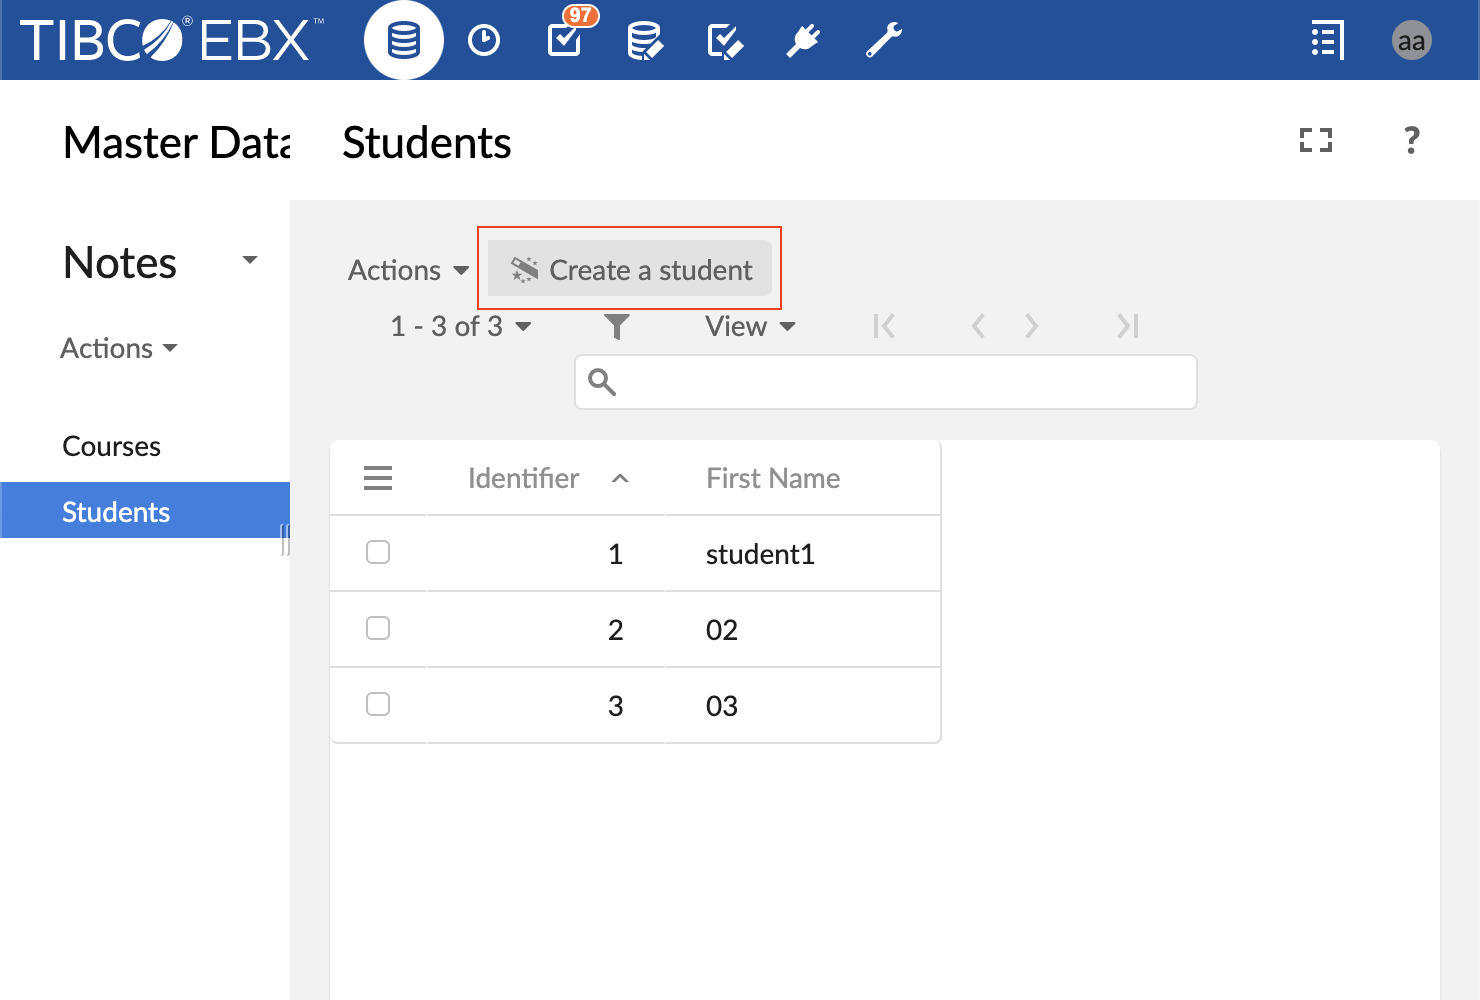 TIBCO® EBX™
97
aa
Master Data
Students
?
Notes
Actions
Courses
Students
Actions
Create a student
1 - 3 of 3
View
Identifier
First Name
1
student1
2
02
3
03